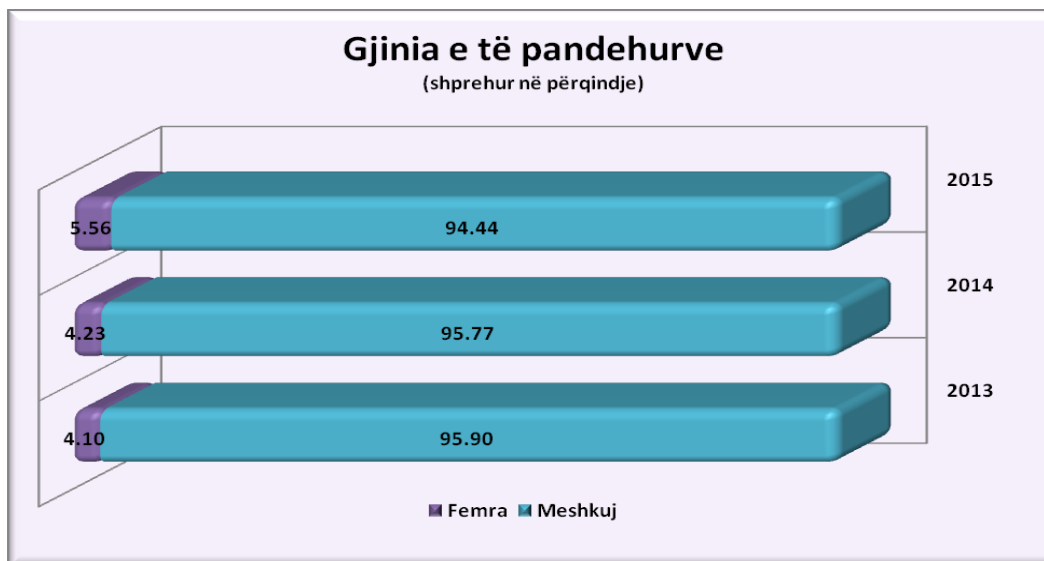 Gjinia e të pandehurve
(shprehur në përqindje)
2015
5.56 94.44
2014
4.23 95.77
2013
4.10 95.90
Femra Meshkuj